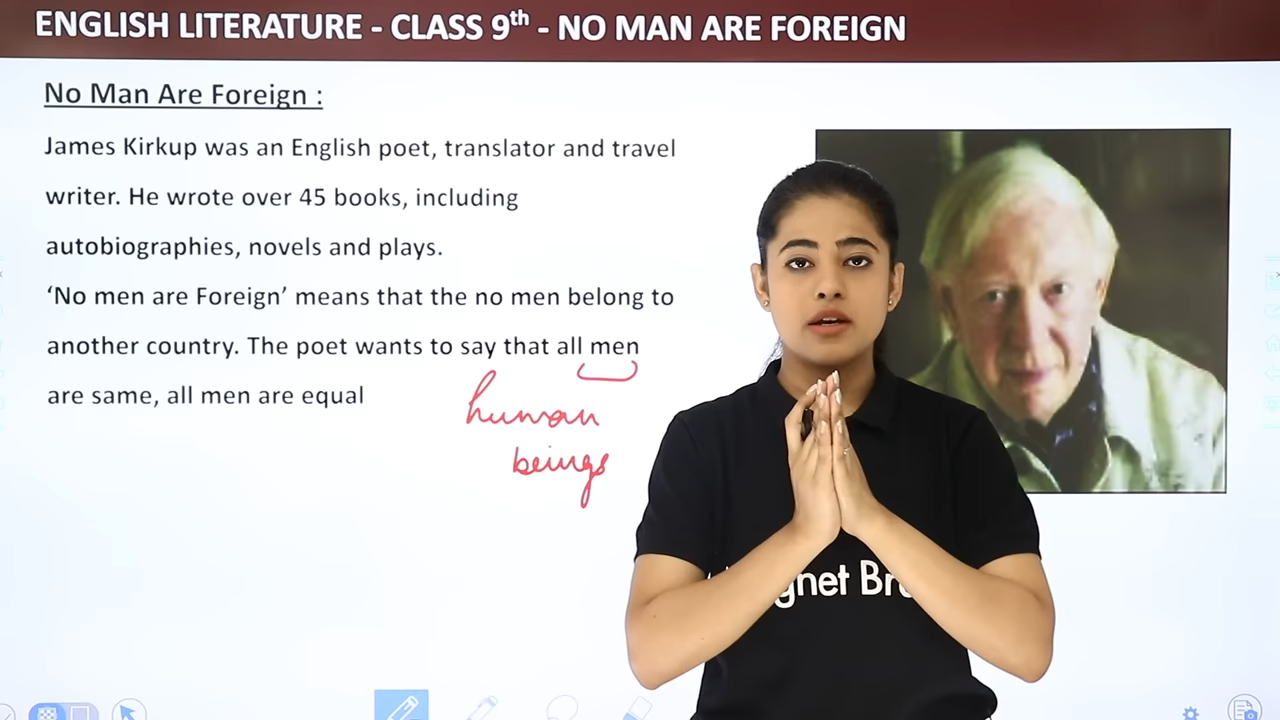 ENGLISH LITERATURE - CLASS 9th - NO MAN ARE FOREIGN
No Man Are Foreign :
James Kirkup was an English poet, translator and travel
writer. He wrote over 45 books, including
autobiographies, novels and plays.
‘No men are Foreign’ means that the no men belong to
another country. The poet wants to say that all men
are same, all men are equal
human
beings
gnet Br